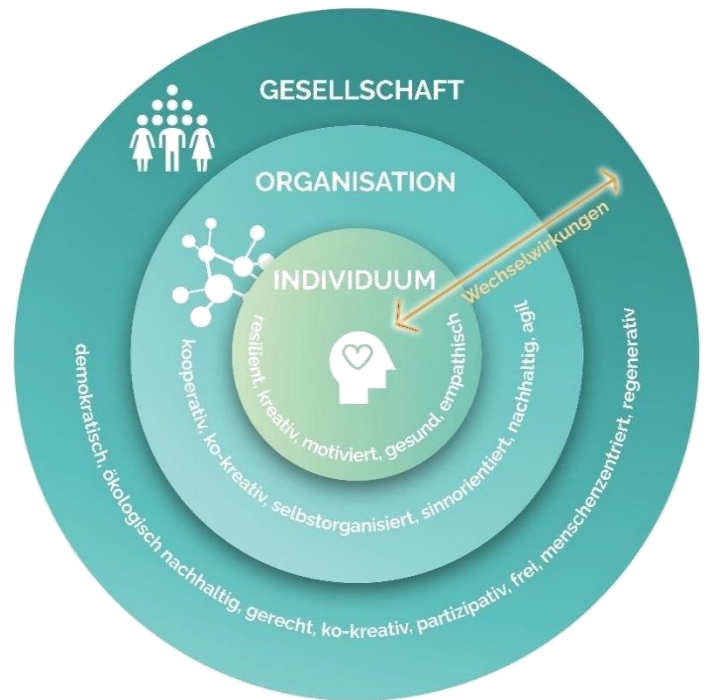 GESELLSCHAFT
ORGANISATION
INDIVIDUUM
Wechselwirkungen
resilient, kreativ, motiviert, gesund, empathisch
kooperativ, ko-kreativ, selbstorganisiert, sinnorientiert, nachhaltig, agil
demokratisch, ökologisch nachhaltig, gerecht, ko-kreativ, partizipativ, frei, menschenzentriert, regenerativ